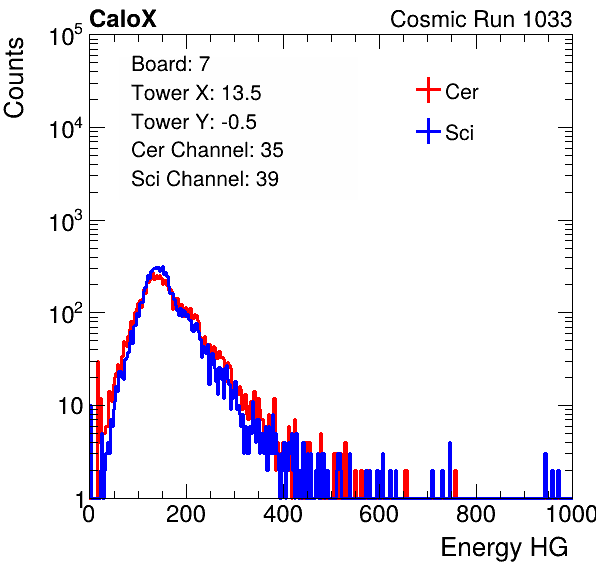 CaloX Cosmic Run 1033
Counts
10^5
10^4
10^3
10^2
10
1
Board: 7
Tower X: 13.5
Tower Y: -0.5
Cer Channel: 35
Sci Channel: 39
Cer
Sci
0 200 400 600 800 1000
Energy HG